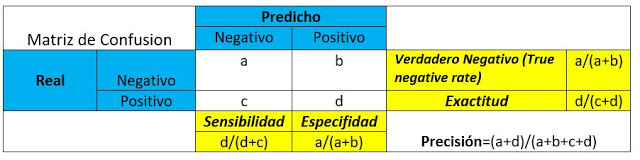 Predicho
Matriz de Confusion
Negativo Positivo
Real Negativo a b Verdadero Negativo (True negative rate) a/(a+b)
Positivo c d Exactitud d/(c+d)
Sensibilidad Especifidad
d/(d+c) a/(a+b) Precisión=(a+d)/(a+b+c+d)